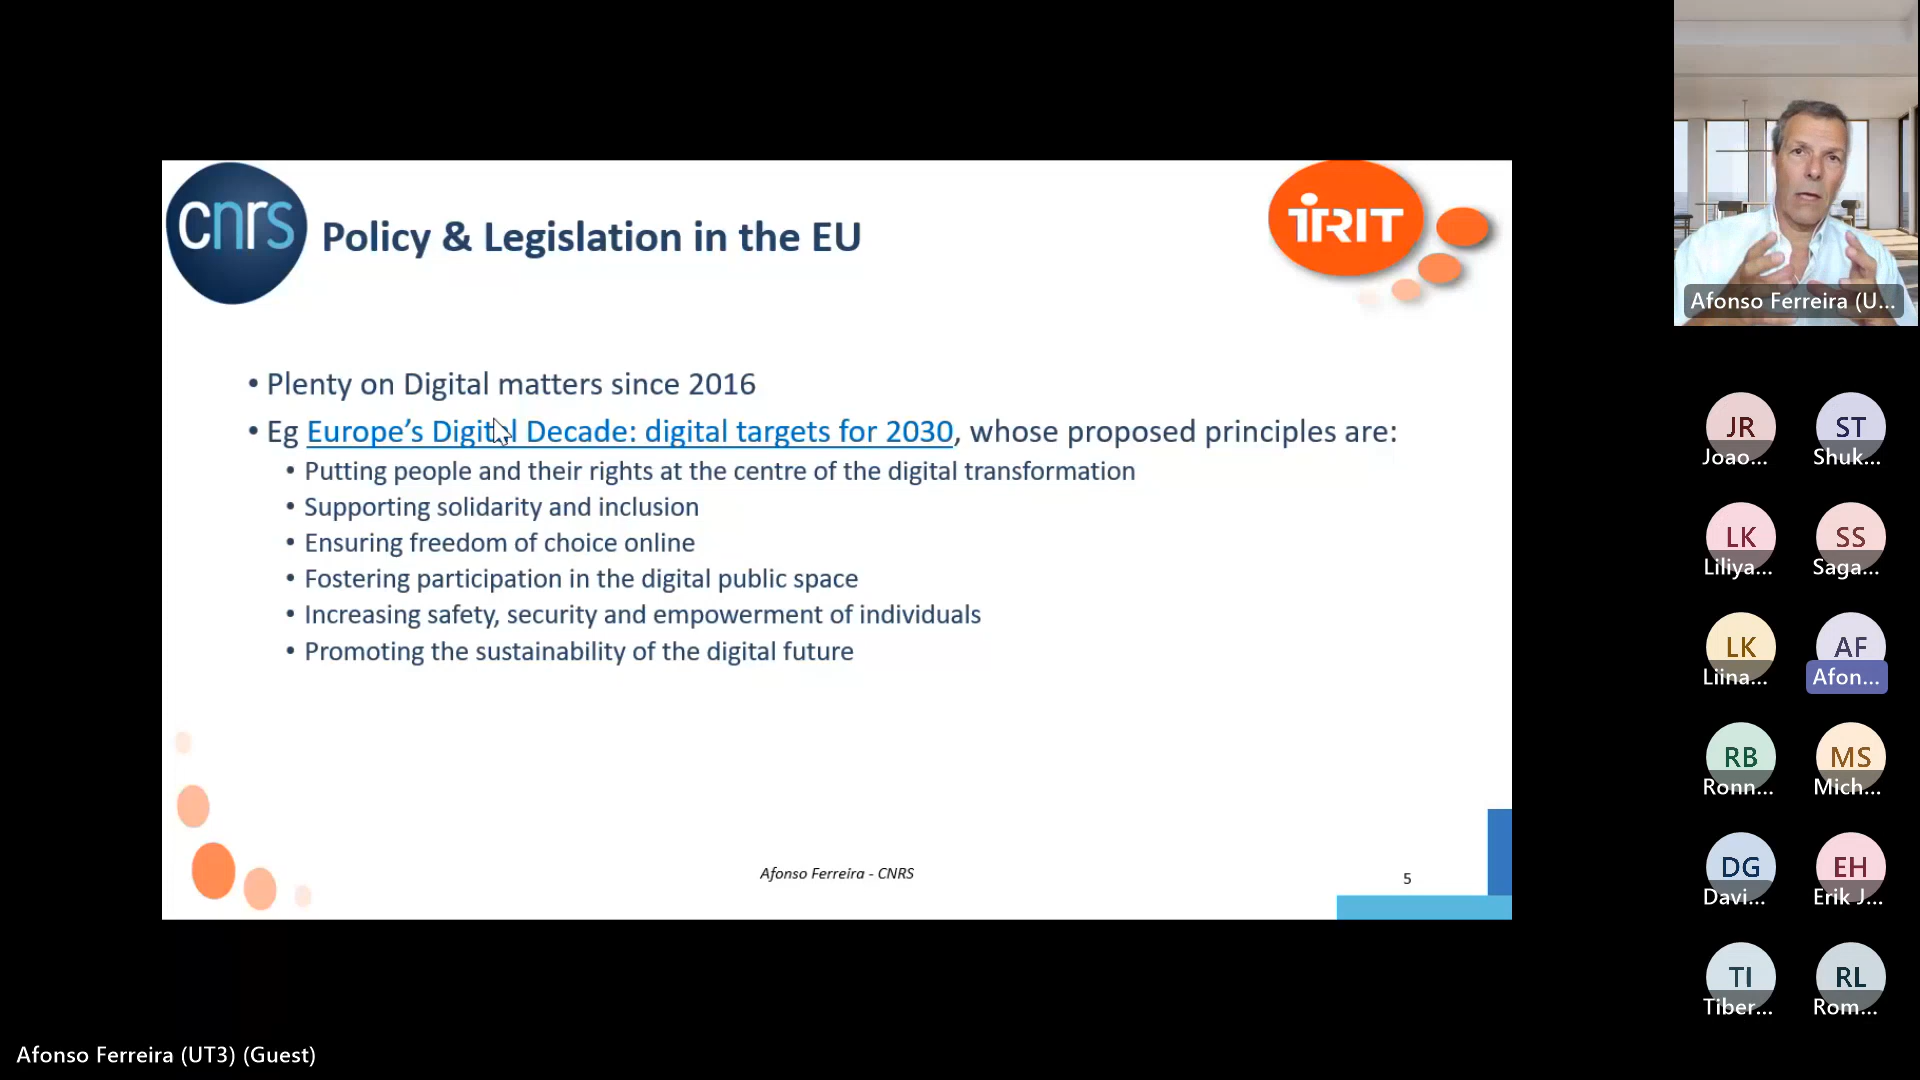 cnrs
Policy & Legislation in the EU
IRIT
• Plenty on Digital matters since 2016
• Eg Europe's Digital Decade: digital targets for 2030, whose proposed principles are:
• Putting people and their rights at the centre of the digital transformation
• Supporting solidarity and inclusion
• Ensuring freedom of choice online
• Fostering participation in the digital public space
• Increasing safety, security and empowerment of individuals
• Promoting the sustainability of the digital future
Afonso Ferreira - CNRS
5
Afonso Ferreira (U...
JR
Joao...
ST
Shuk...
LK
Liliya...
SS
Saga...
LK
Liina...
AF
Afon...
RB
Ronn...
MS
Mich...
DG
Davi...
EH
Erik J...
TI
Tiber...
RL
Rom...
Afonso Ferreira (UT3) (Guest)